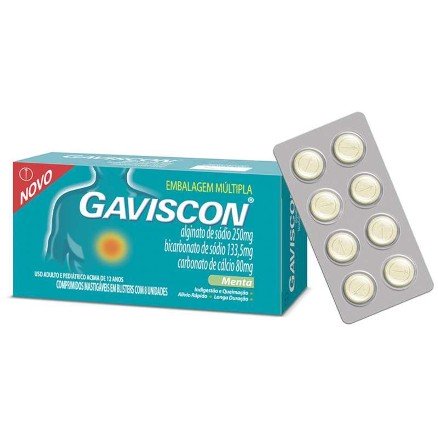 NOVO
EMBALAGEM MÚLTIPLA
GAVISCON®
alginato de sódio 250mg
bicarbonato de sódio 133,5mg
carbonato de cálcio 80mg
Menta
Indigestão e Queimação •
Alívio Rápido • Longa Duração •
USO ADULTO E PEDIÁTRICO ACIMA DE 12 ANOS
COMPRIMIDOS MASTIGÁVEIS EM BLISTERS COM 8 UNIDADES